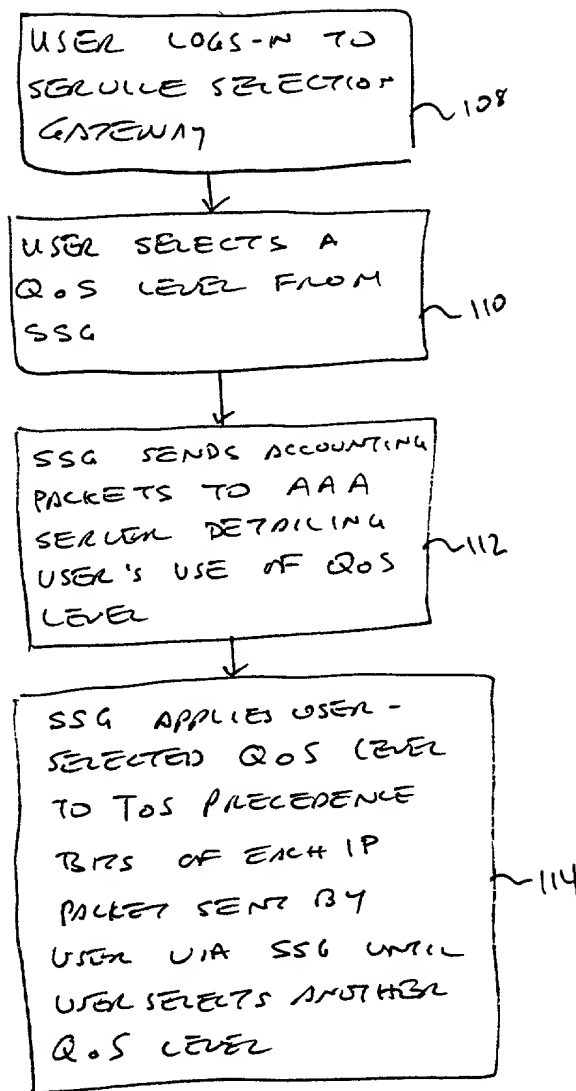 USER LOGS-IN TO
SERVICE SELECTION
GATEWAY
108
USER SELECTS A
QoS LEVEL FROM
SSG
110
SSG SENDS ACCOUNTING
PACKETS TO AAA
SERVER DETAILING
USER'S USE OF QoS
LEVEL
112
SSG APPLIES USER-
SELECTED QoS LEVEL
TO ToS PRECEDENCE
BITS OF EACH IP
PACKET SENT BY
USER VIA SSG UNTIL
USER SELECTS ANOTHER
QoS LEVEL
114